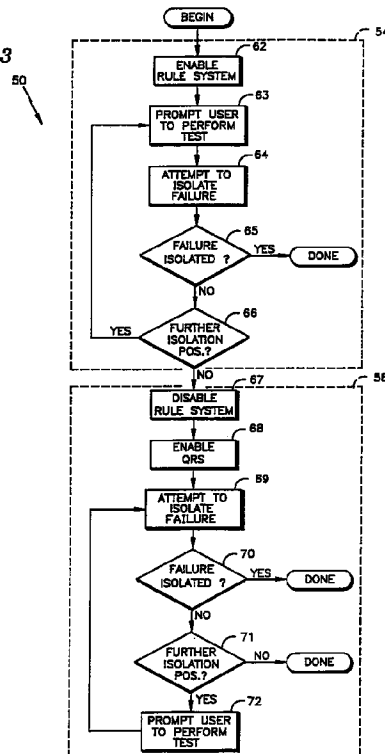 BEGIN
54
3
50
62
ENABLE
RULE SYSTEM
63
PROMPT USER
TO PERFORM
TEST
64
ATTEMPT TO
ISOLATE
FAILURE
65
FAILURE
ISOLATED ?
YES
DONE
NO
66
FURTHER
ISOLATION
POS.?
YES
NO
67
56
DISABLE
RULE SYSTEM
68
ENABLE
QRS
69
ATTEMPT TO
ISOLATE
FAILURE
70
FAILURE
ISOLATED ?
YES
DONE
NO
71
FURTHER
ISOLATION
POS.?
NO
DONE
YES
72
PROMPT USER
TO PERFORM
TEST